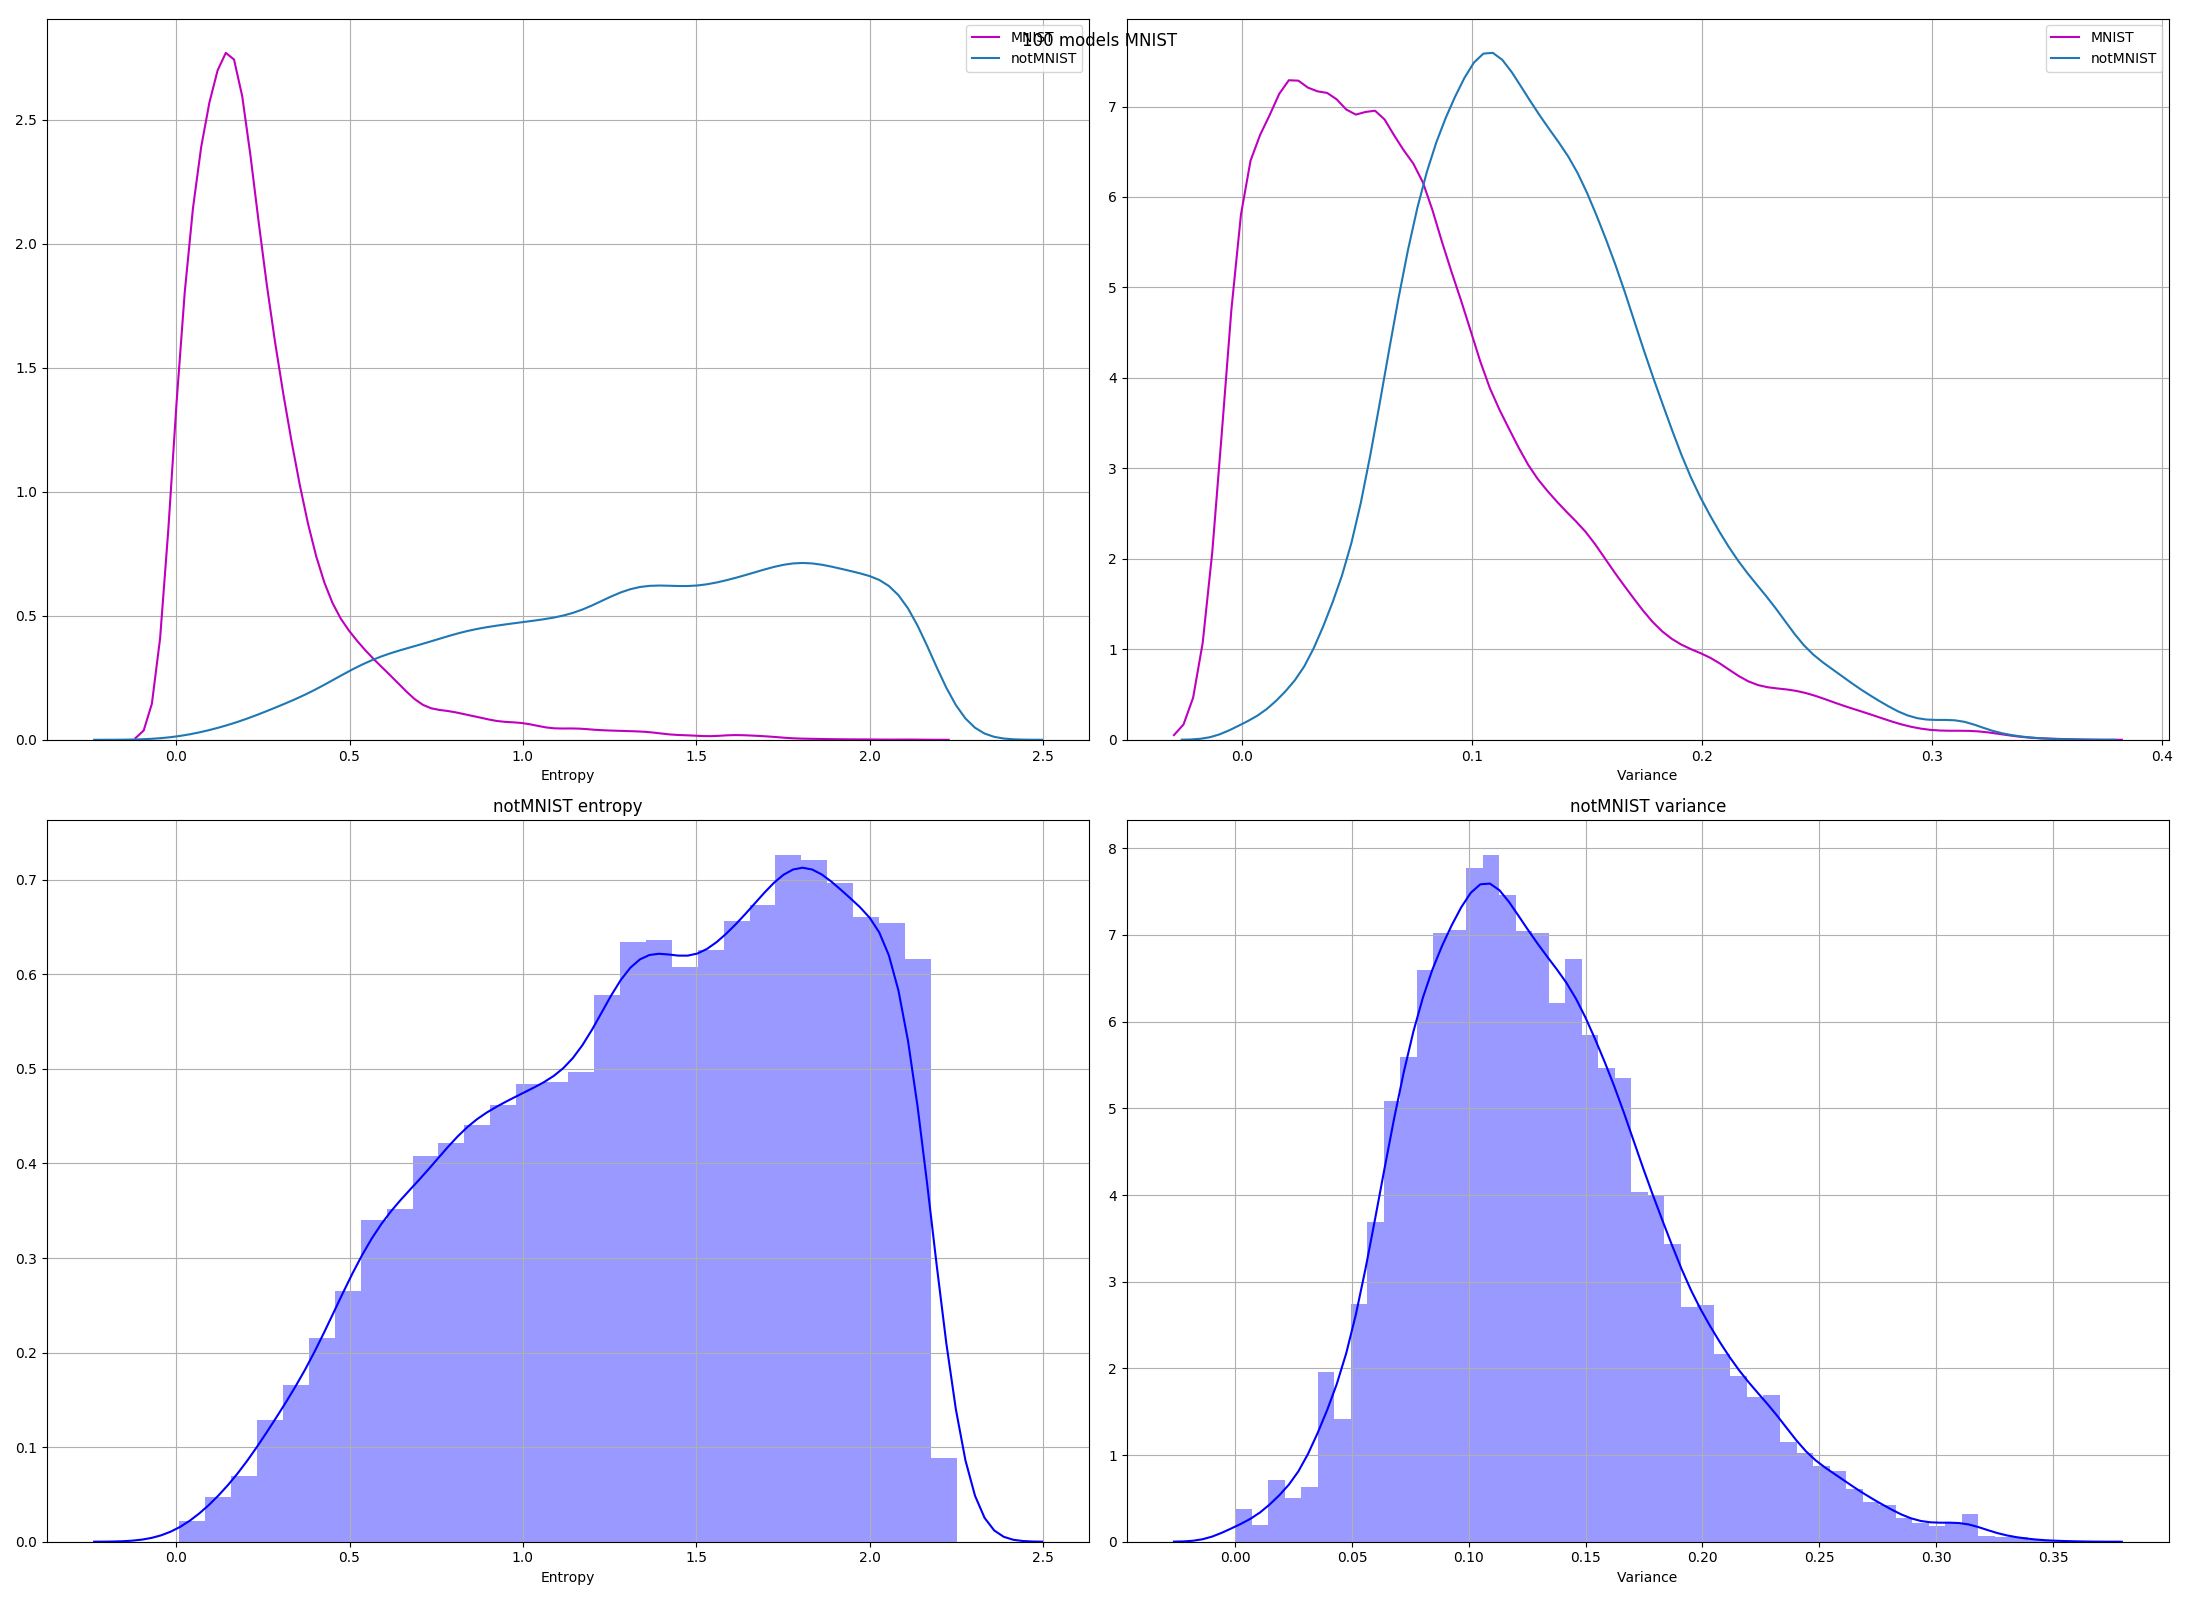 100 models MNIST
MNIST
notMNIST
2.5
2.0
1.5
1.0
0.5
0.0
0.0 0.5 1.0 1.5 2.0 2.5
Entropy
MNIST
notMNIST
7
6
5
4
3
2
1
0
0.0 0.1 0.2 0.3 0.4
Variance
notMNIST entropy
0.7
0.6
0.5
0.4
0.3
0.2
0.1
0.0
0.0 0.5 1.0 1.5 2.0 2.5
Entropy
notMNIST variance
8
7
6
5
4
3
2
1
0
0.00 0.05 0.10 0.15 0.20 0.25 0.30 0.35
Variance